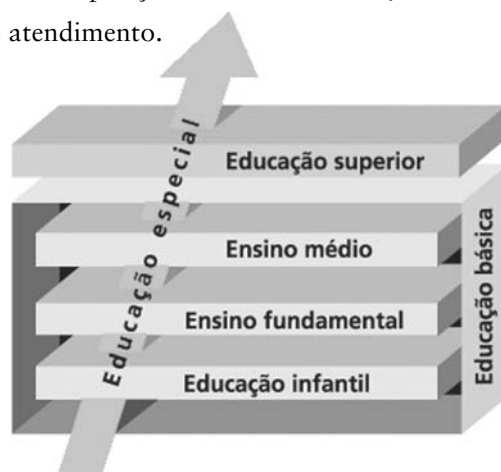 atendimento.
Educação superior
Educação especial
Ensino médio
Ensino fundamental
Educação infantil
Educação básica